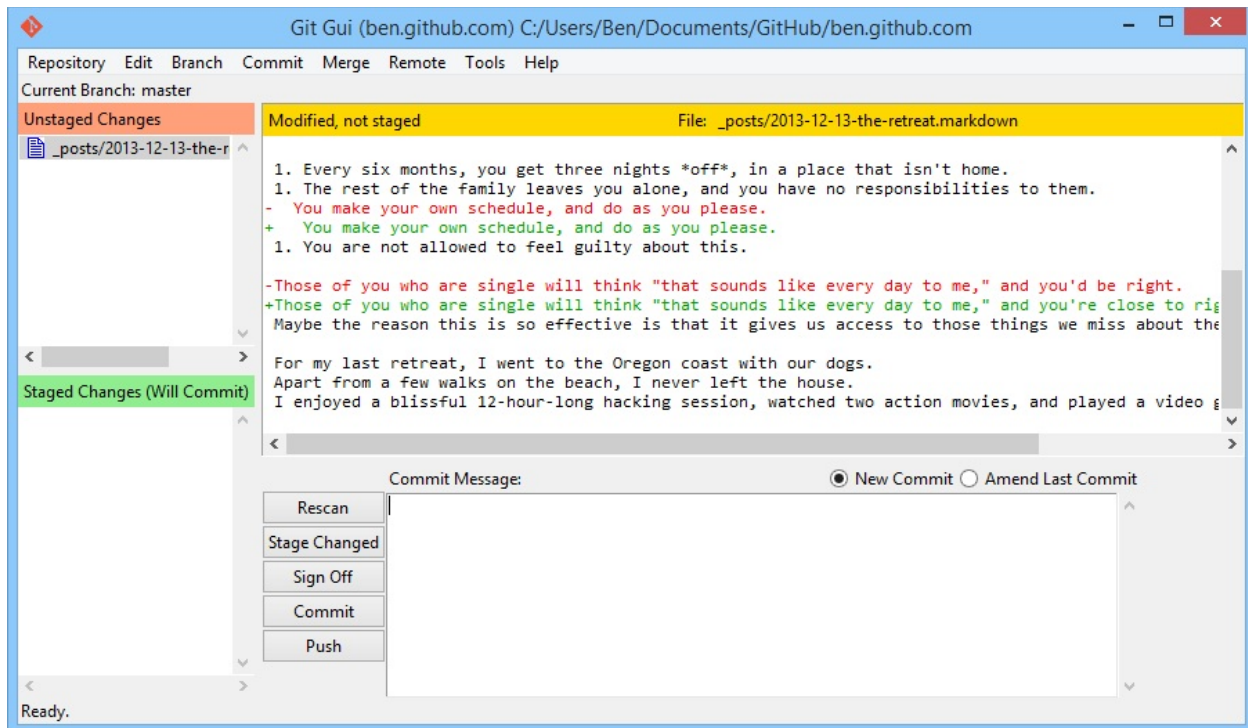 Git Gui (ben.github.com) C:/Users/Ben/Documents/GitHub/ben.github.com
Repository Edit Branch Commit Merge Remote Tools Help
Current Branch: master
Unstaged Changes
_posts/2013-12-13-the-r
Modified, not staged File: _posts/2013-12-13-the-retreat.markdown
1. Every six months, you get three nights *off*, in a place that isn't home.
1. The rest of the family leaves you alone, and you have no responsibilities to them.
-  You make your own schedule, and do as you please.
+   You make your own schedule, and do as you please.
1. You are not allowed to feel guilty about this.
-Those of you who are single will think "that sounds like every day to me," and you'd be right.
+Those of you who are single will think "that sounds like every day to me," and you're close to rig
Maybe the reason this is so effective is that it gives us access to those things we miss about the
For my last retreat, I went to the Oregon coast with our dogs.
Apart from a few walks on the beach, I never left the house.
I enjoyed a blissful 12-hour-long hacking session, watched two action movies, and played a video g
Staged Changes (Will Commit)
Commit Message:
New Commit Amend Last Commit
Rescan
Stage Changed
Sign Off
Commit
Push
Ready.